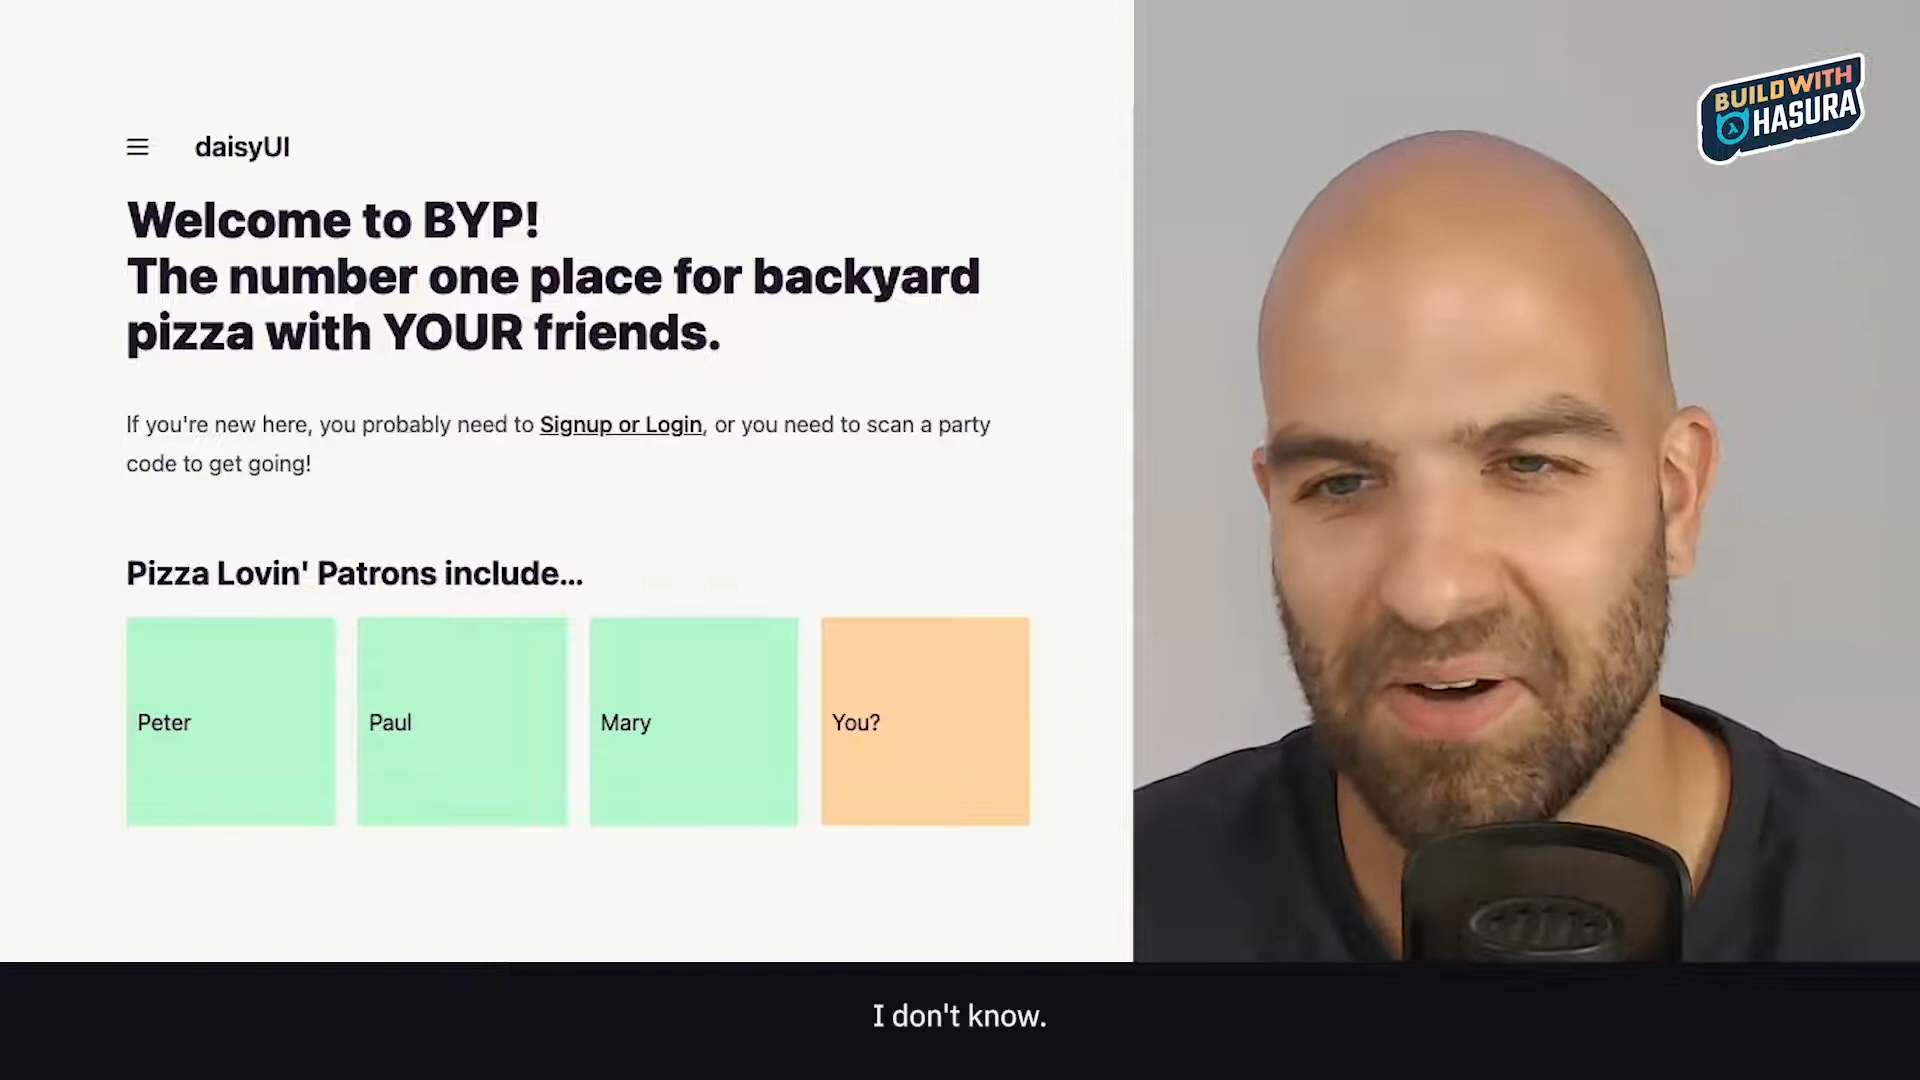 BUILD WITH
HASURA
daisyUI
Welcome to BYP!
The number one place for backyard
pizza with YOUR friends.
If you're new here, you probably need to Signup or Login, or you need to scan a party
code to get going!
Pizza Lovin' Patrons include...
Peter
Paul
Mary
You?
I don't know.